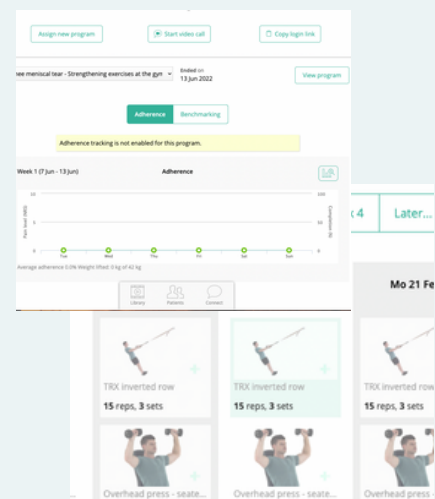 Assign new program
Start video call
Copy login link
nee meniscal tear - Strengthening exercises at the gym
Ended on
13 Jun 2022
View program
Adherence
Benchmarking
Adherence tracking is not enabled for this program.
Week 1 (7 Jun - 13 Jun)
Adherence
10
100
5
50
0
0
Pain level (NRS)
Completion (%)
Tue
Wed
Thu
Fri
Sat
Sun
Average adherence 0.0% Weight lifted: 0 kg of 42 kg
Library
Patients
Connect
4
Later...
Mo 21 Fe
TRX inverted row
TRX inverted row
TRX inverted row
15 reps, 3 sets
15 reps, 3 sets
15 reps, 3 sets
Overhead press - seate...
Overhead press - seate...
Overhead press